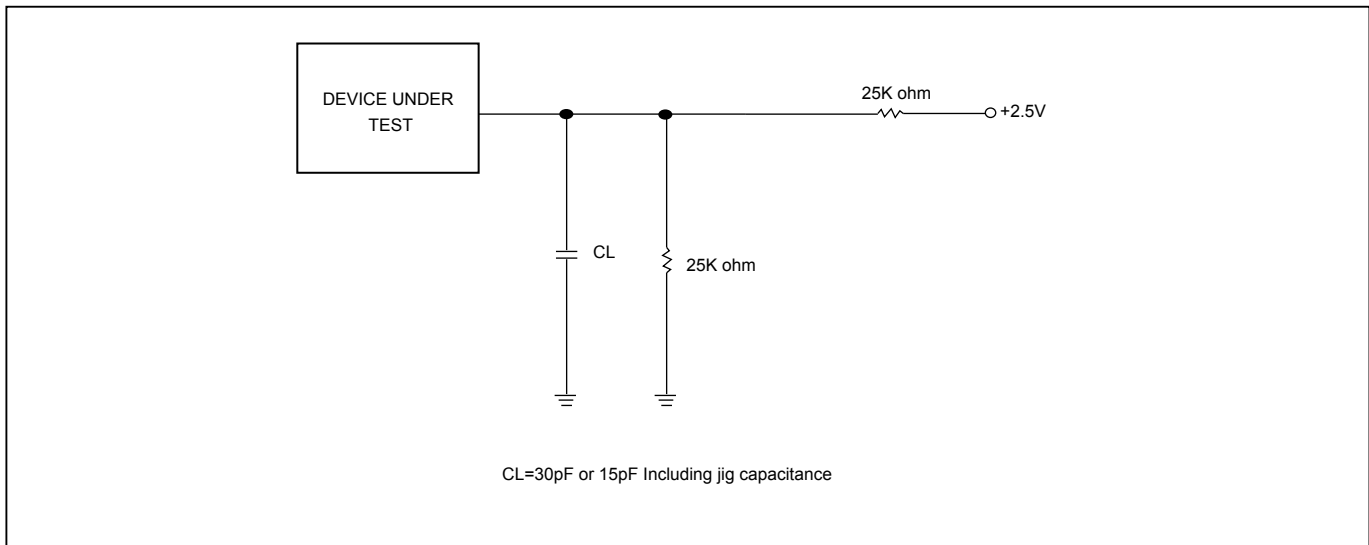 DEVICE UNDER
TEST
25K ohm
+2.5V
CL
25K ohm
CL=30pF or 15pF Including jig capacitance